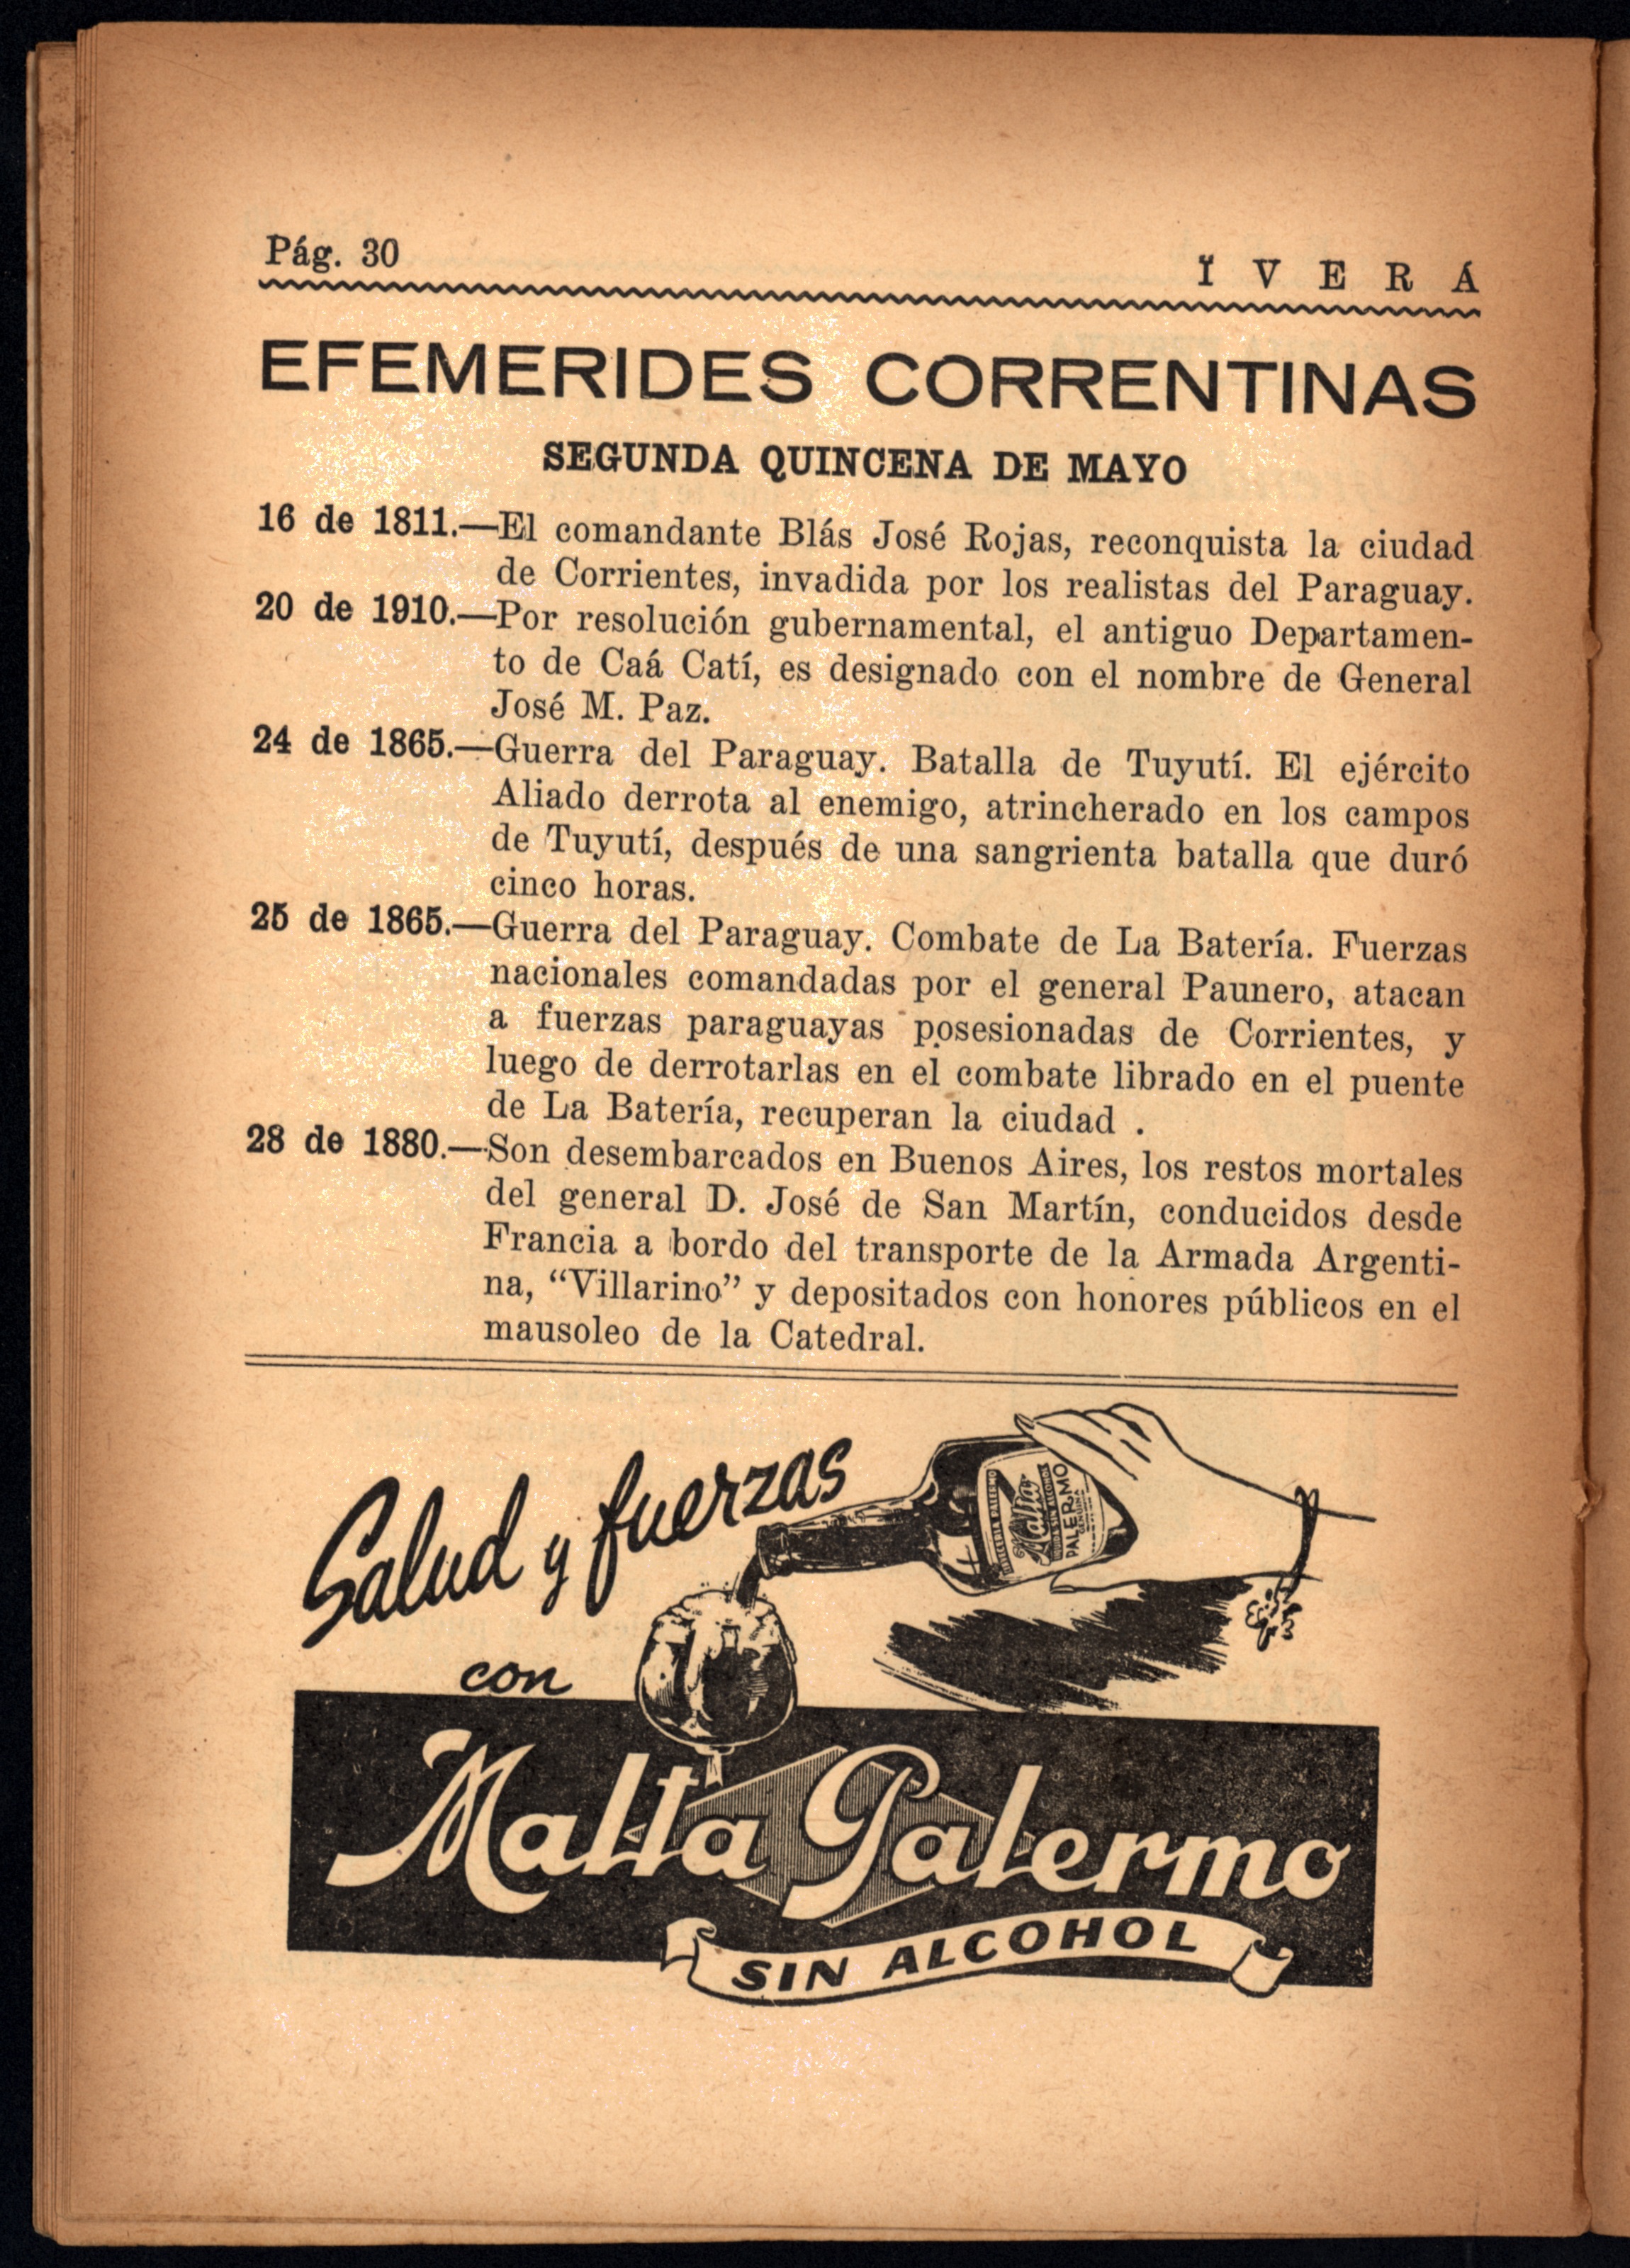 Pág. 30
Ï V E R Á
EFEMERIDES CORRENTINAS
SEGUNDA QUINCENA DE MAYO
16 de 1811.—El comandante Blás José Rojas, reconquista la ciudad
de Corrientes, invadida por los realistas del Paraguay.
20 de 1910.—Por resolución gubernamental, el antiguo Departamen-
to de Caá Catí, es designado con el nombre de General
José M. Paz.
24 de 1865.—Guerra del Paraguay. Batalla de Tuyutí. El ejército
Aliado derrota al enemigo, atrincherado en los campos
de Tuyutí, después de una sangrienta batalla que duró
cinco horas.
25 de 1865.—Guerra del Paraguay. Combate de La Batería. Fuerzas
nacionales comandadas por el general Paunero, atacan
a fuerzas paraguayas posesionadas de Corrientes, y
luego de derrotarlas en el combate librado en el puente
de La Batería, recuperan la ciudad .
28 de 1880.—Son desembarcados en Buenos Aires, los restos mortales
del general D. José de San Martín, conducidos desde
Francia a bordo del transporte de la Armada Argenti-
na, “Villarino” y depositados con honores públicos en el
mausoleo de la Catedral.
Salud y fuerzas
con
Malta
PALERMO
Malta Palermo
SIN ALCOHOL